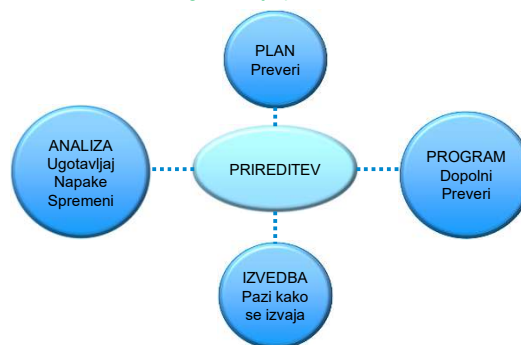 PLAN
Preveri
ANALIZA
Ugotavljaj
Napake
Spremeni
PRIREDITEV
PROGRAM
Dopolni
Preveri
IZVEDBA
Pazi kako
se izvaja